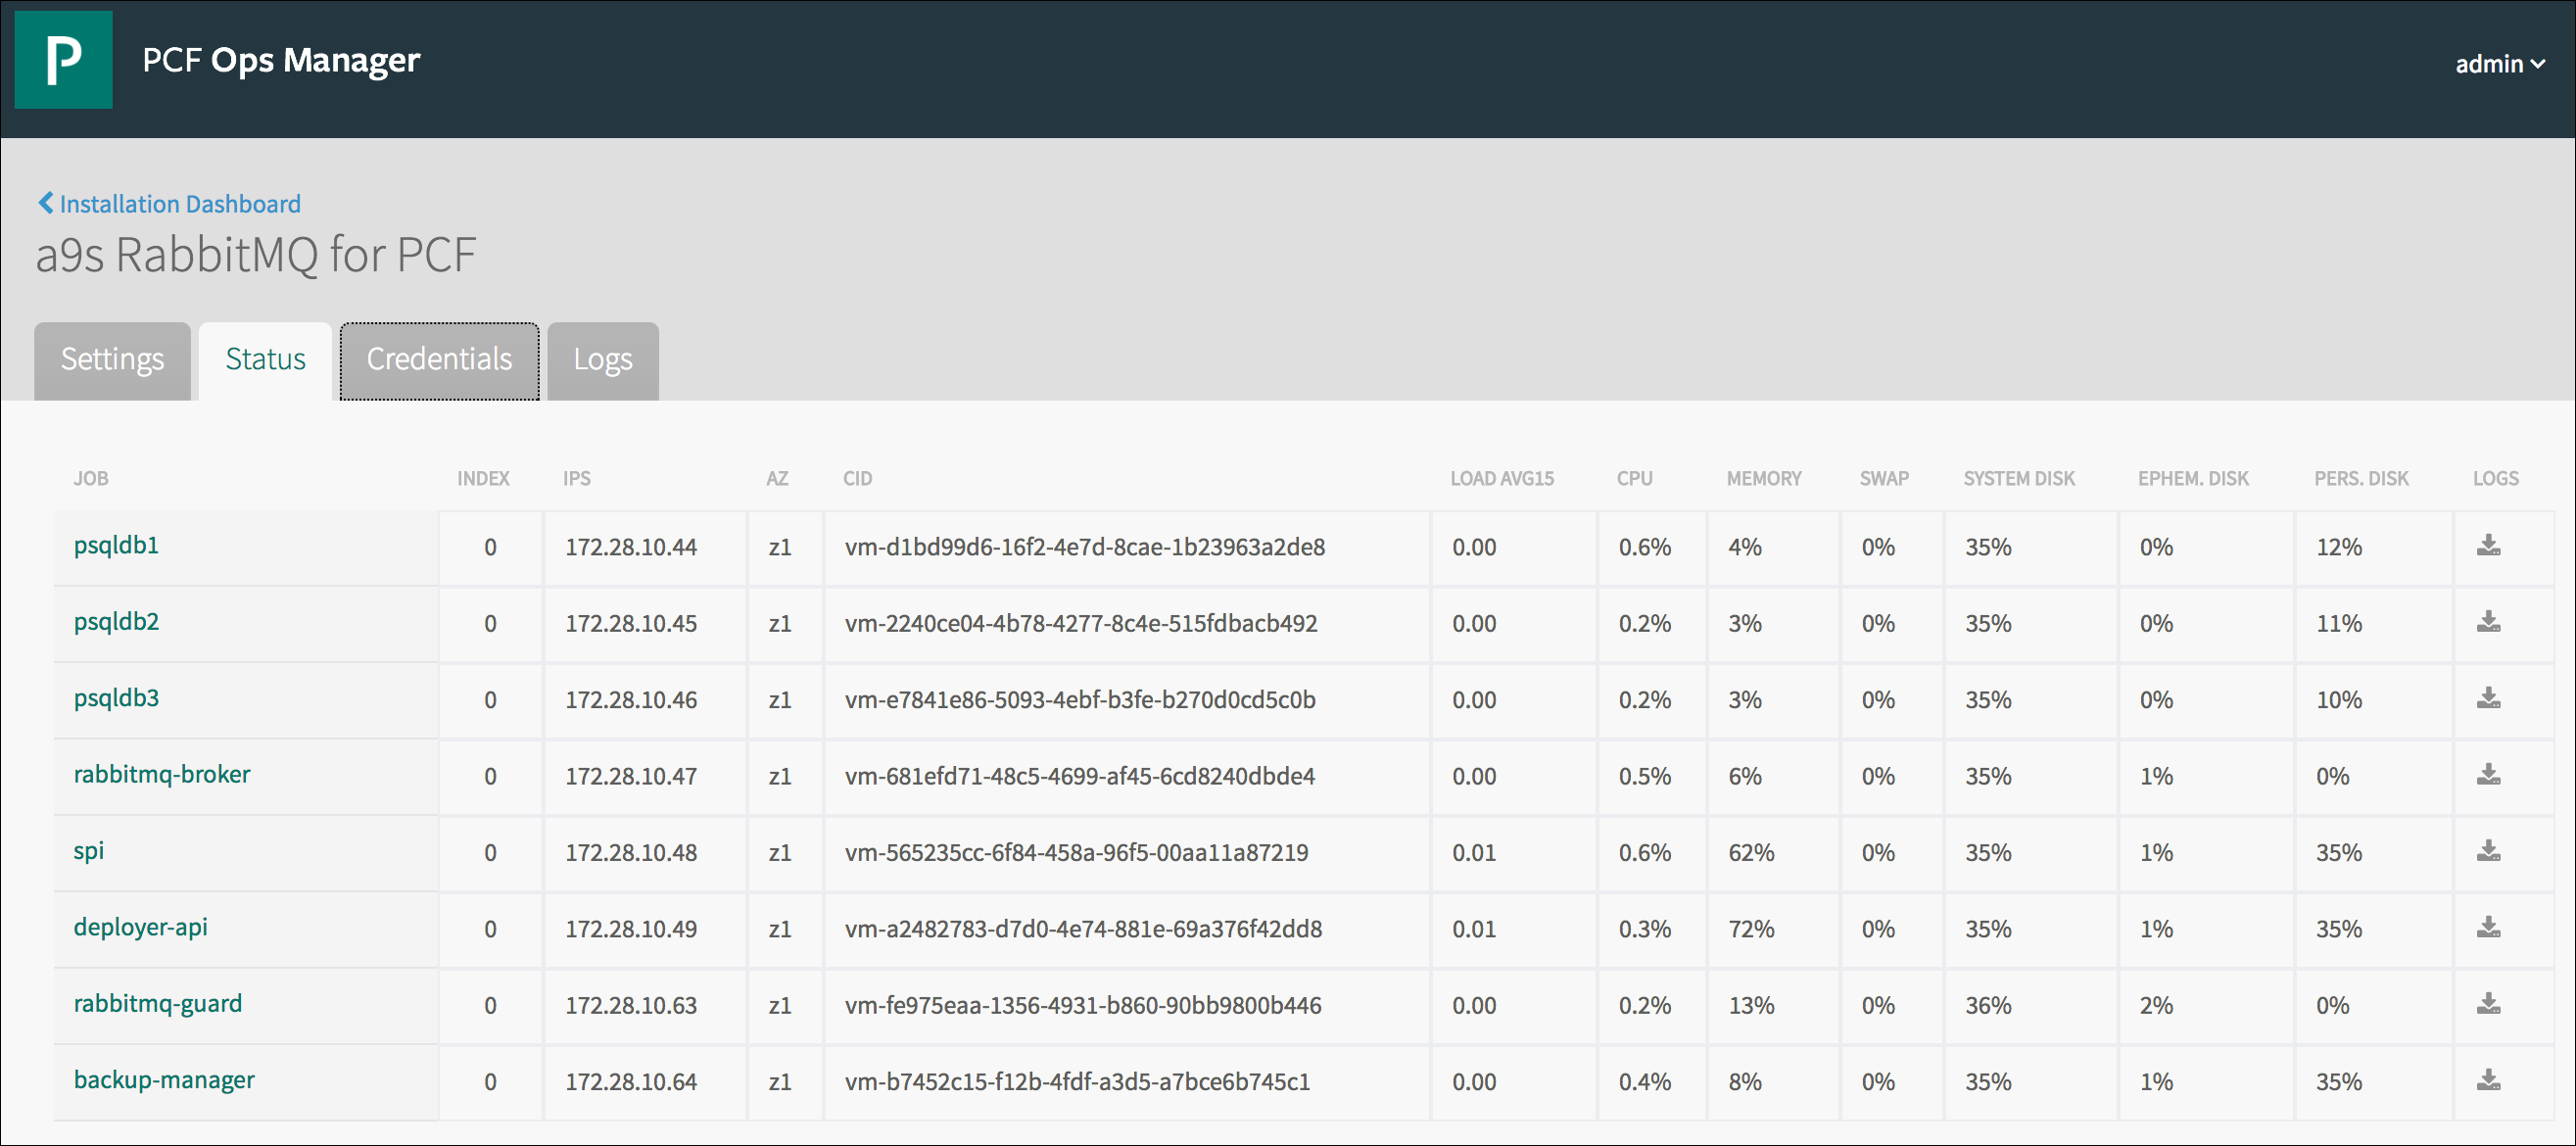 P
PCF Ops Manager
admin
Installation Dashboard
a9s RabbitMQ for PCF
Settings Status Credentials Logs
JOB INDEX IPS AZ CID LOAD AVG15 CPU MEMORY SWAP SYSTEM DISK EPHEM. DISK PERS. DISK LOGS
psqldb1 0 172.28.10.44 z1 vm-d1bd99d6-16f2-4e7d-8cae-1b23963a2de8 0.00 0.6% 4% 0% 35% 0% 12%
psqldb2 0 172.28.10.45 z1 vm-2240ce04-4b78-4277-8c4e-515fdbacb492 0.00 0.2% 3% 0% 35% 0% 11%
psqldb3 0 172.28.10.46 z1 vm-e7841e86-5093-4ebf-b3fe-b270d0cd5c0b 0.00 0.2% 3% 0% 35% 0% 10%
rabbitmq-broker 0 172.28.10.47 z1 vm-681efd71-48c5-4699-af45-6cd8240dbde4 0.00 0.5% 6% 0% 35% 1% 0%
spi 0 172.28.10.48 z1 vm-565235cc-6f84-458a-96f5-00aa11a87219 0.01 0.6% 62% 0% 35% 1% 35%
deployer-api 0 172.28.10.49 z1 vm-a2482783-d7d0-4e74-881e-69a376f42dd8 0.01 0.3% 72% 0% 35% 1% 35%
rabbitmq-guard 0 172.28.10.63 z1 vm-fe975eaa-1356-4931-b860-90bb9800b446 0.00 0.2% 13% 0% 36% 2% 0%
backup-manager 0 172.28.10.64 z1 vm-b7452c15-f12b-4fdf-a3d5-a7bce6b745c1 0.00 0.4% 8% 0% 35% 1% 35%